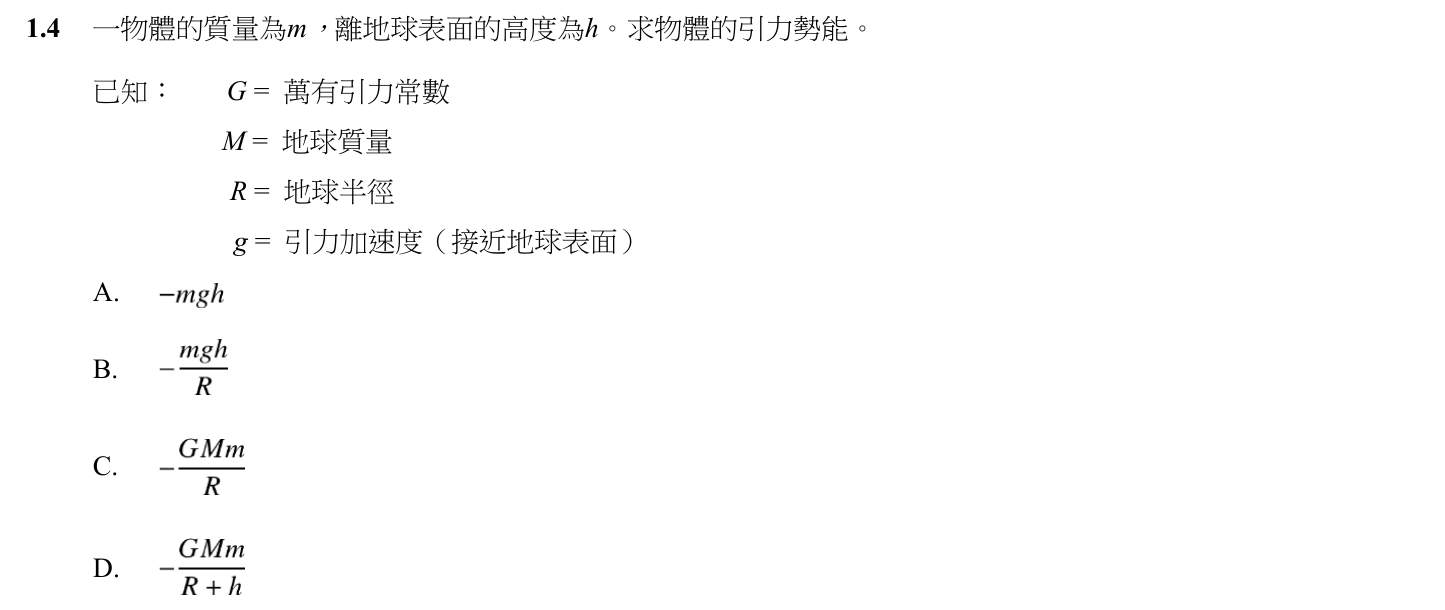 1.4 一物體的質量為m，離地球表面的高度為h。求物體的引力勢能。
已知： G = 萬有引力常數
M = 地球質量
R = 地球半徑
g = 引力加速度（接近地球表面）
A. −mgh
B. −mgh/R
C. −GMm/R
D. −GMm/(R + h)